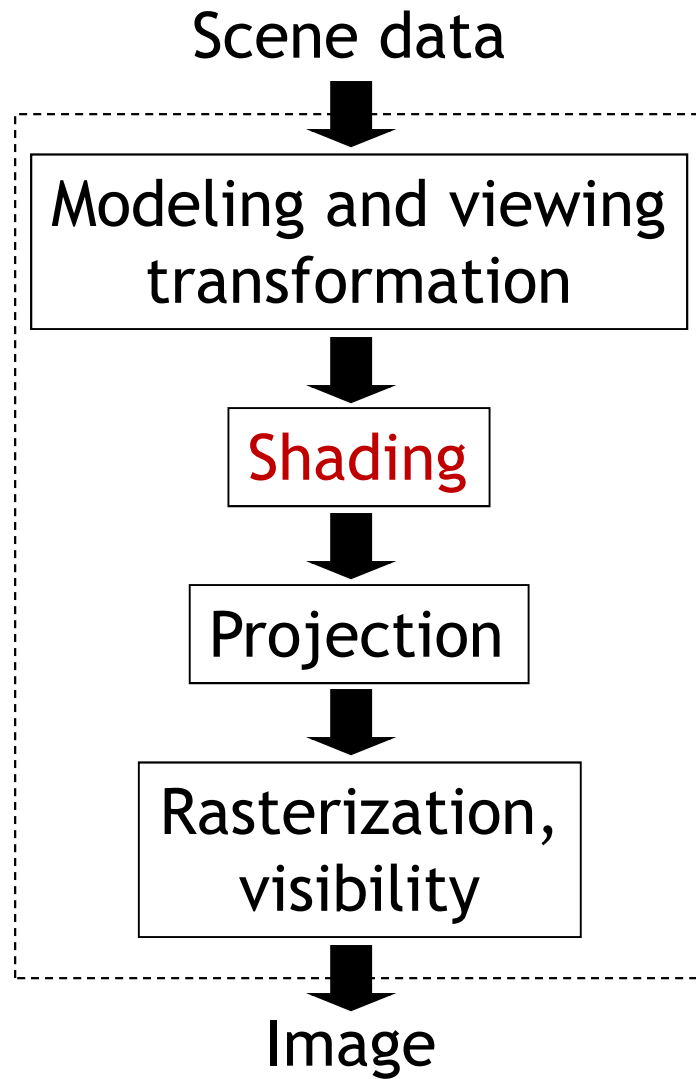 Scene data
Modeling and viewing
transformation
Shading
Projection
Rasterization,
visibility
Image